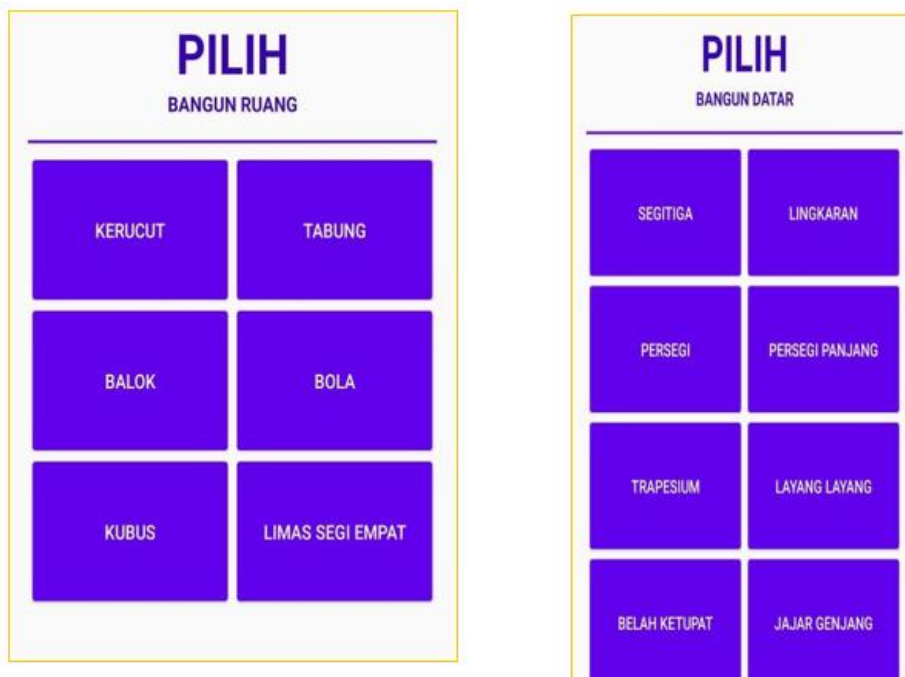 PILIH
BANGUN RUANG
KERUCUT TABUNG
BALOK BOLA
KUBUS LIMAS SEGI EMPAT
PILIH
BANGUN DATAR
SEGITIGA LINGKARAN
PERSEGI PERSEGI PANJANG
TRAPESIUM LAYANG LAYANG
BELAH KETUPAT JAJAR GENJANG